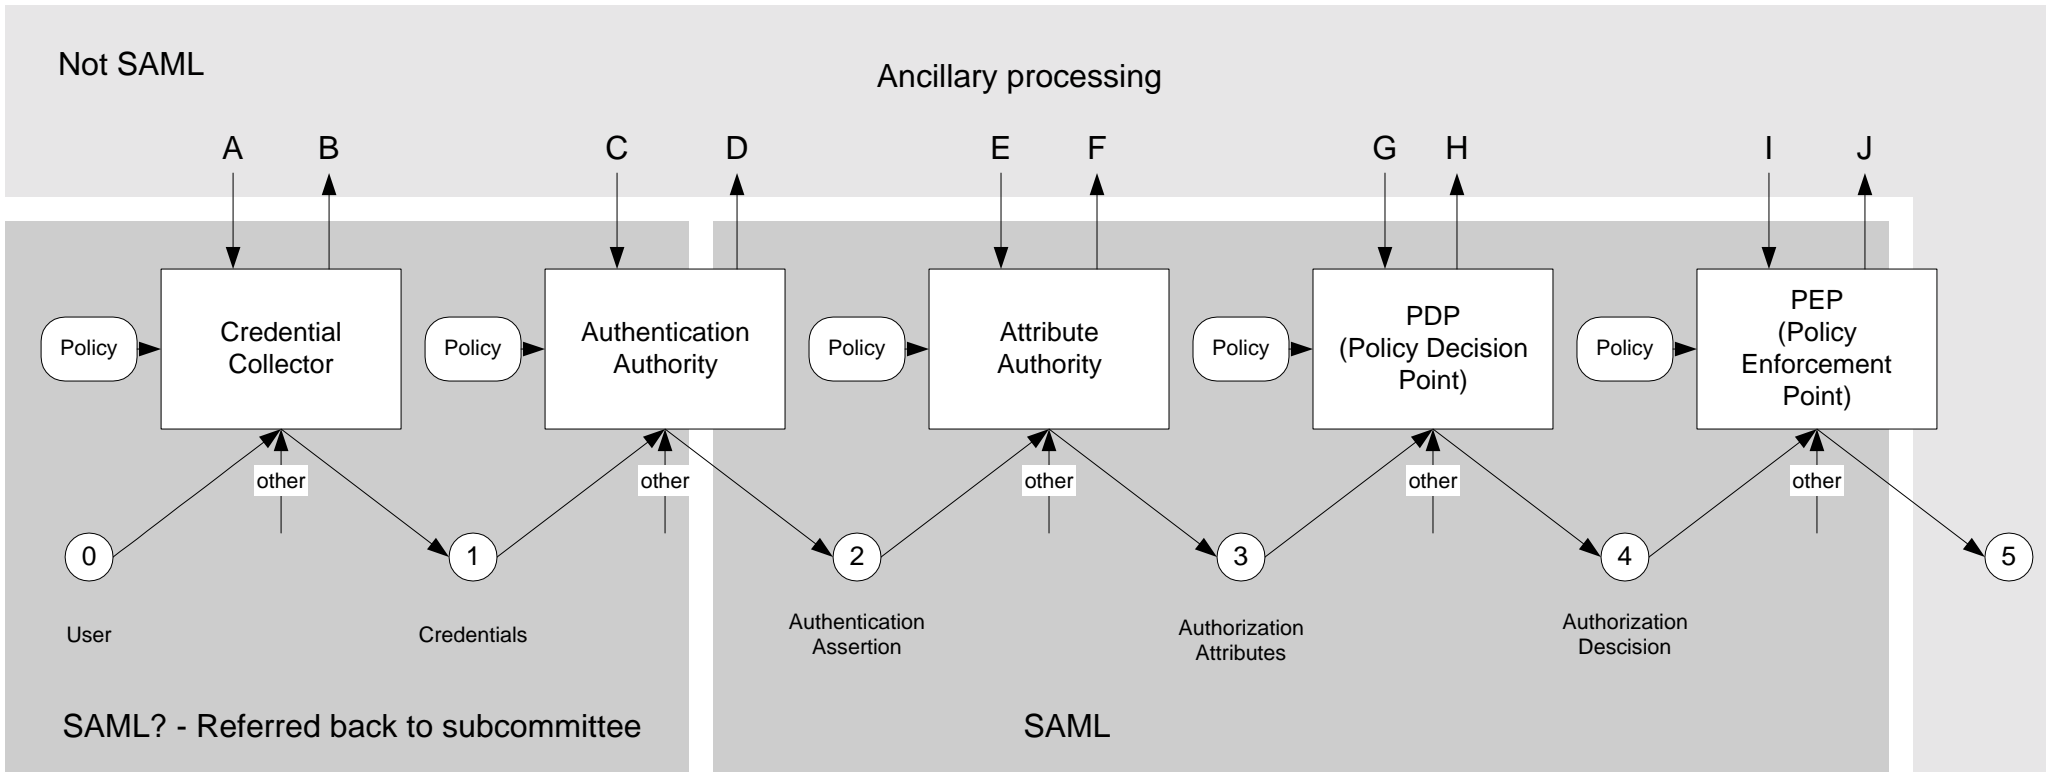 Not SAML
Ancillary processing
A
B
C
D
E
F
G
H
I
J
Policy
Credential
Collector
Policy
Authentication
Authority
Policy
Attribute
Authority
Policy
PDP
(Policy Decision
Point)
Policy
PEP
(Policy
Enforcement
Point)
other
other
other
other
other
0
1
2
3
4
5
User
Credentials
Authentication
Assertion
Authorization
Attributes
Authorization
Descision
SAML? - Referred back to subcommittee
SAML